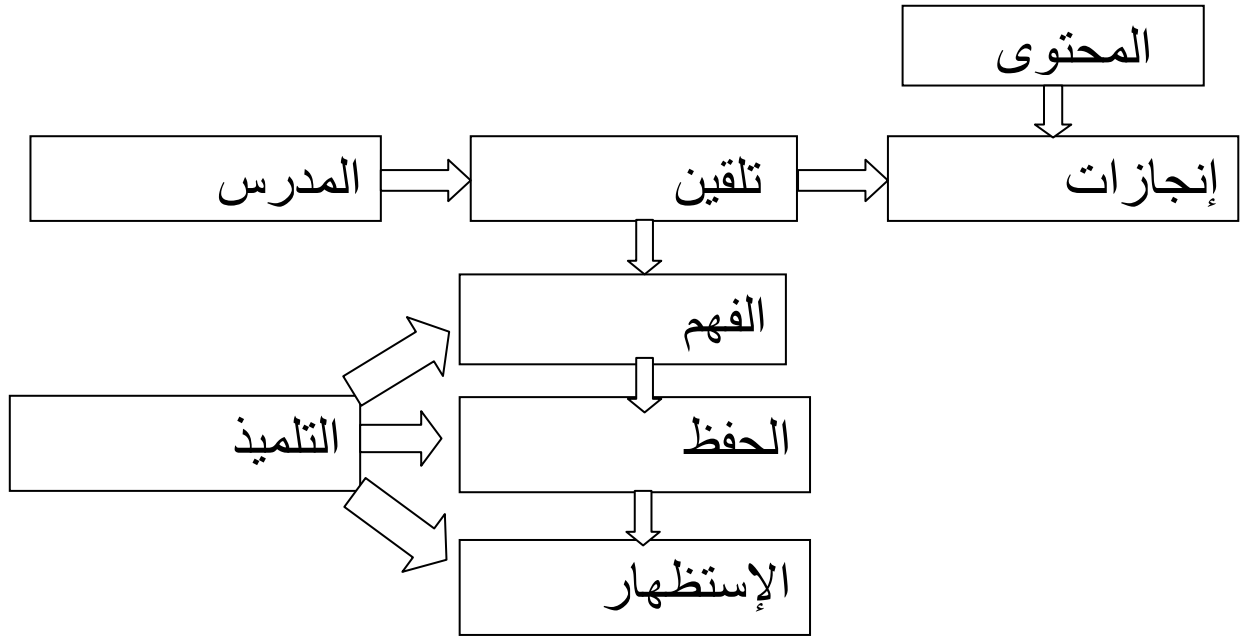 المحتوى
إنجازات
تلقين
المدرس
الفهم
التلميذ
الحفظ
الإستظهار